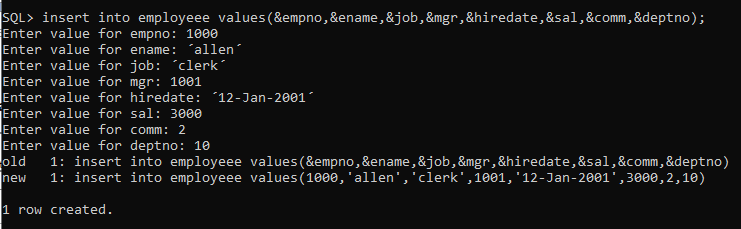 SQL> insert into employeee values(&empno,&ename,&job,&mgr,&hiredate,&sal,&comm,&deptno);
Enter value for empno: 1000
Enter value for ename: ´allen´
Enter value for job: ´clerk´
Enter value for mgr: 1001
Enter value for hiredate: ´12-Jan-2001´
Enter value for sal: 3000
Enter value for comm: 2
Enter value for deptno: 10
old   1: insert into employeee values(&empno,&ename,&job,&mgr,&hiredate,&sal,&comm,&deptno)
new   1: insert into employeee values(1000,'allen','clerk',1001,'12-Jan-2001',3000,2,10)
1 row created.